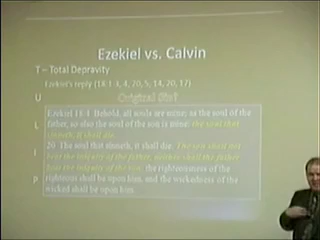 Ezekiel vs. Calvin
T – Total Depravity
Ezekiel's reply (18:1-3, 4, 20, 5, 14, 20, 17)
U Original Sin?
Ezekiel 18:4 Behold, all souls are mine; as the soul of the
L father, so also the soul of the son is mine: the soul that
sinneth, it shall die.
I 20 The soul that sinneth, it shall die. The son shall not
bear the iniquity of the father, neither shall the father
bear the iniquity of the son: the righteousness of the
P righteous shall be upon him, and the wickedness of the
wicked shall be upon him.